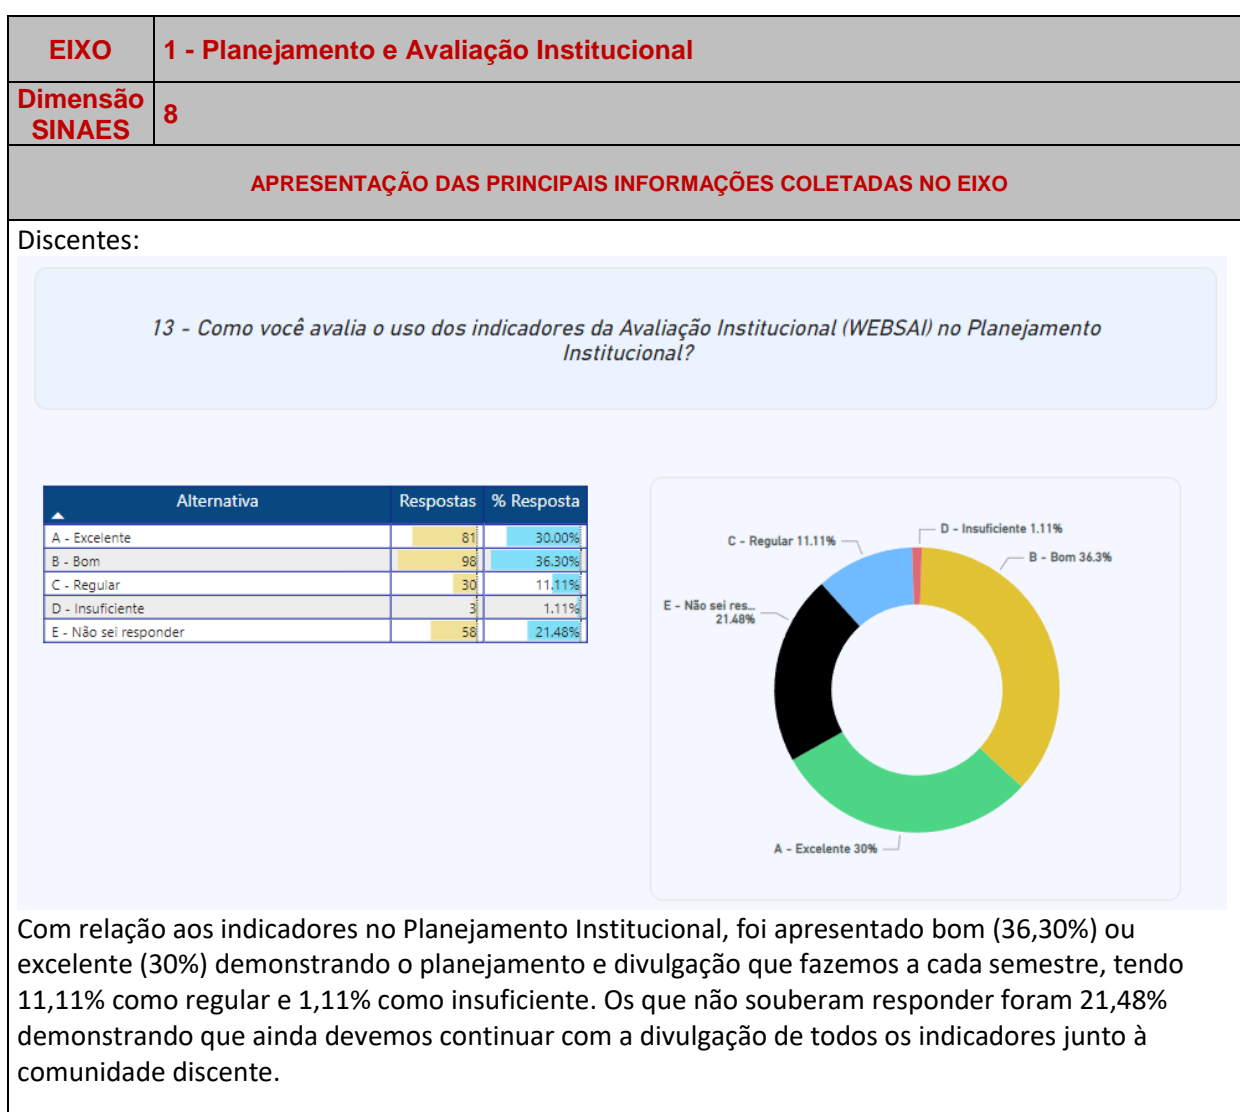 EIXO
1 - Planejamento e Avaliação Institucional
Dimensão
SINAES
8
APRESENTAÇÃO DAS PRINCIPAIS INFORMAÇÕES COLETADAS NO EIXO
Discentes:
13 - Como você avalia o uso dos indicadores da Avaliação Institucional (WEBSAI) no Planejamento
Institucional?
Alternativa Respostas % Resposta
A - Excelente 81 30.00%
B - Bom 98 36.30%
C - Regular 30 11.11%
D - Insuficiente 3 1.11%
E - Não sei responder 58 21.48%
D - Insuficiente 1.11%
C - Regular 11.11%
B - Bom 36.3%
E - Não sei res...
21.48%
A - Excelente 30%
Com relação aos indicadores no Planejamento Institucional, foi apresentado bom (36,30%) ou
excelente (30%) demonstrando o planejamento e divulgação que fazemos a cada semestre, tendo
11,11% como regular e 1,11% como insuficiente. Os que não souberam responder foram 21,48%
demonstrando que ainda devemos continuar com a divulgação de todos os indicadores junto à
comunidade discente.